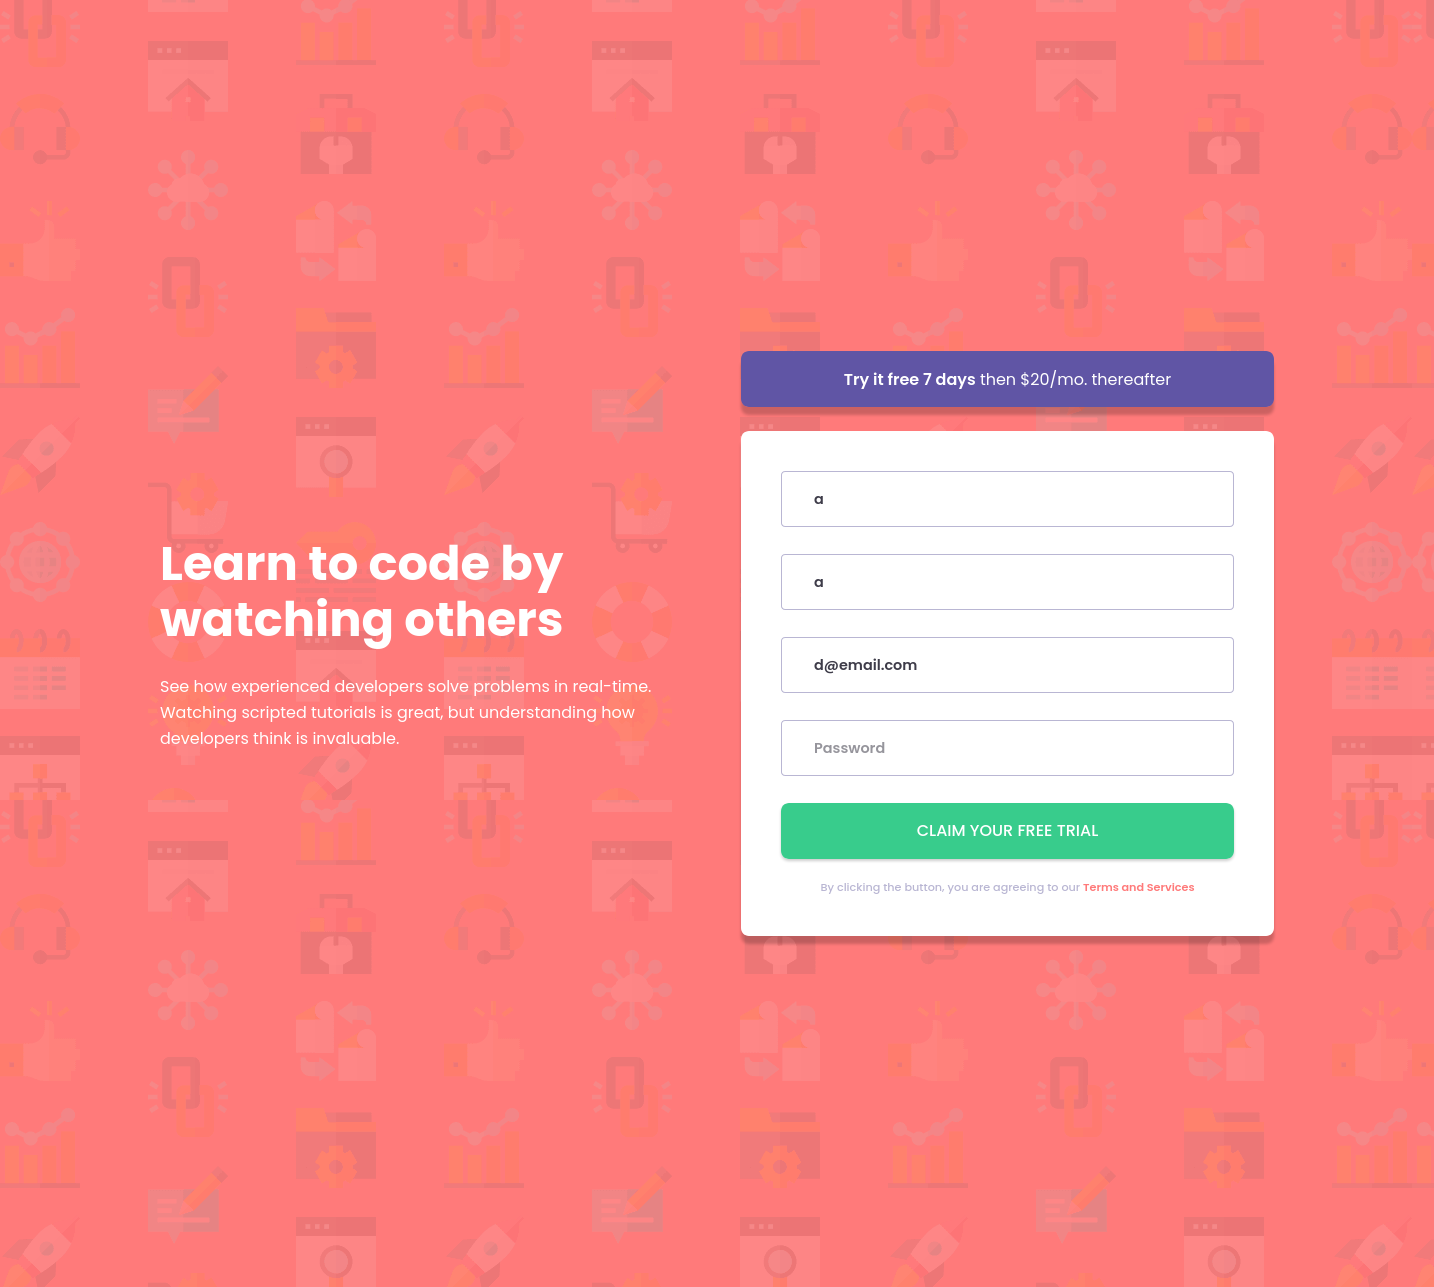 Learn to code by
watching others
See how experienced developers solve problems in real-time.
Watching scripted tutorials is great, but understanding how
developers think is invaluable.
Try it free 7 days then $20/mo. thereafter
a
a
d@email.com
Password
CLAIM YOUR FREE TRIAL
By clicking the button, you are agreeing to our Terms and Services